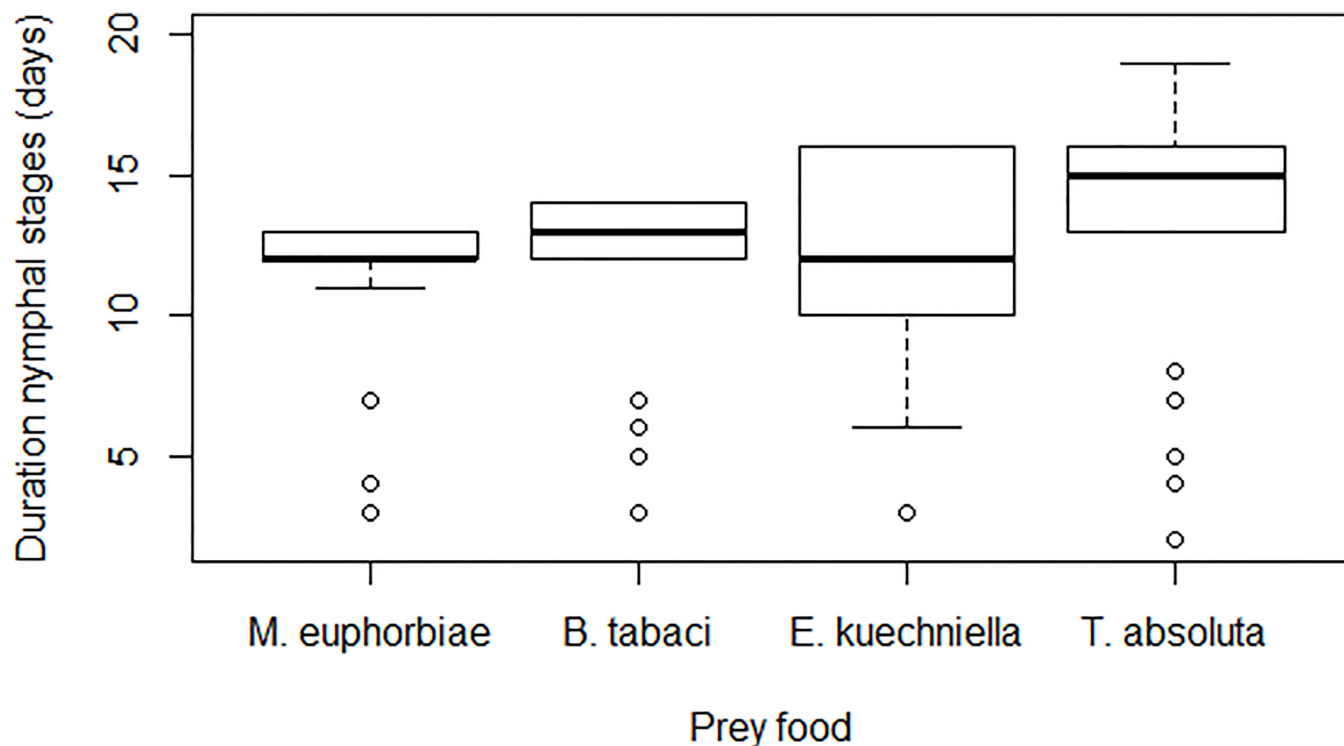 Duration nymphal stages (days)
20
15
10
5
M. euphorbiae B. tabaci E. kuechniella T. absoluta
Prey food